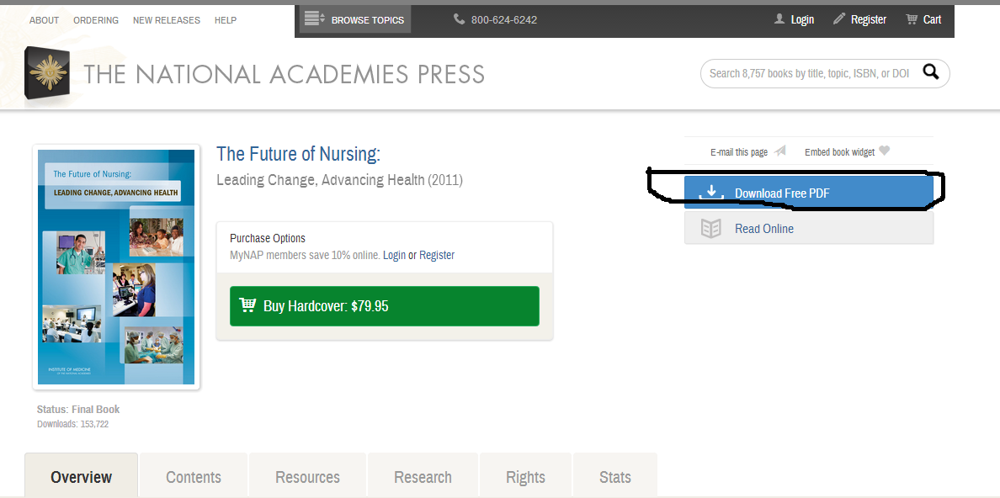 ABOUT ORDERING NEW RELEASES HELP
BROWSE TOPICS
800-624-6242
Login Register Cart
THE NATIONAL ACADEMIES PRESS
Search 8,757 books by title, topic, ISBN, or DOI
The Future of Nursing:
LEADING CHANGE, ADVANCING HEALTH
INSTITUTE OF MEDICINE
OF THE NATIONAL ACADEMIES
The Future of Nursing:
Leading Change, Advancing Health (2011)
Purchase Options
MyNAP members save 10% online. Login or Register
Buy Hardcover: $79.95
E-mail this page Embed book widget
Download Free PDF
Read Online
Status: Final Book
Downloads: 153,722
Overview Contents Resources Research Rights Stats